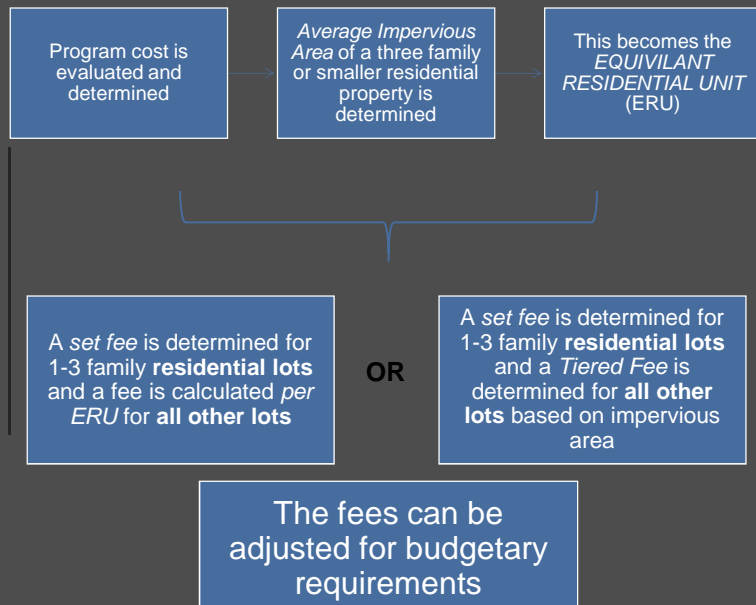 Program cost is
evaluated and
determined
Average Impervious
Area of a three family
or smaller residential
property is
determined
This becomes the
EQUIVILANT
RESIDENTIAL UNIT
(ERU)
A set fee is determined for
1-3 family residential lots
and a fee is calculated per
ERU for all other lots
OR
A set fee is determined for
1-3 family residential lots
and a Tiered Fee is
determined for all other
lots based on impervious
area
The fees can be
adjusted for budgetary
requirements